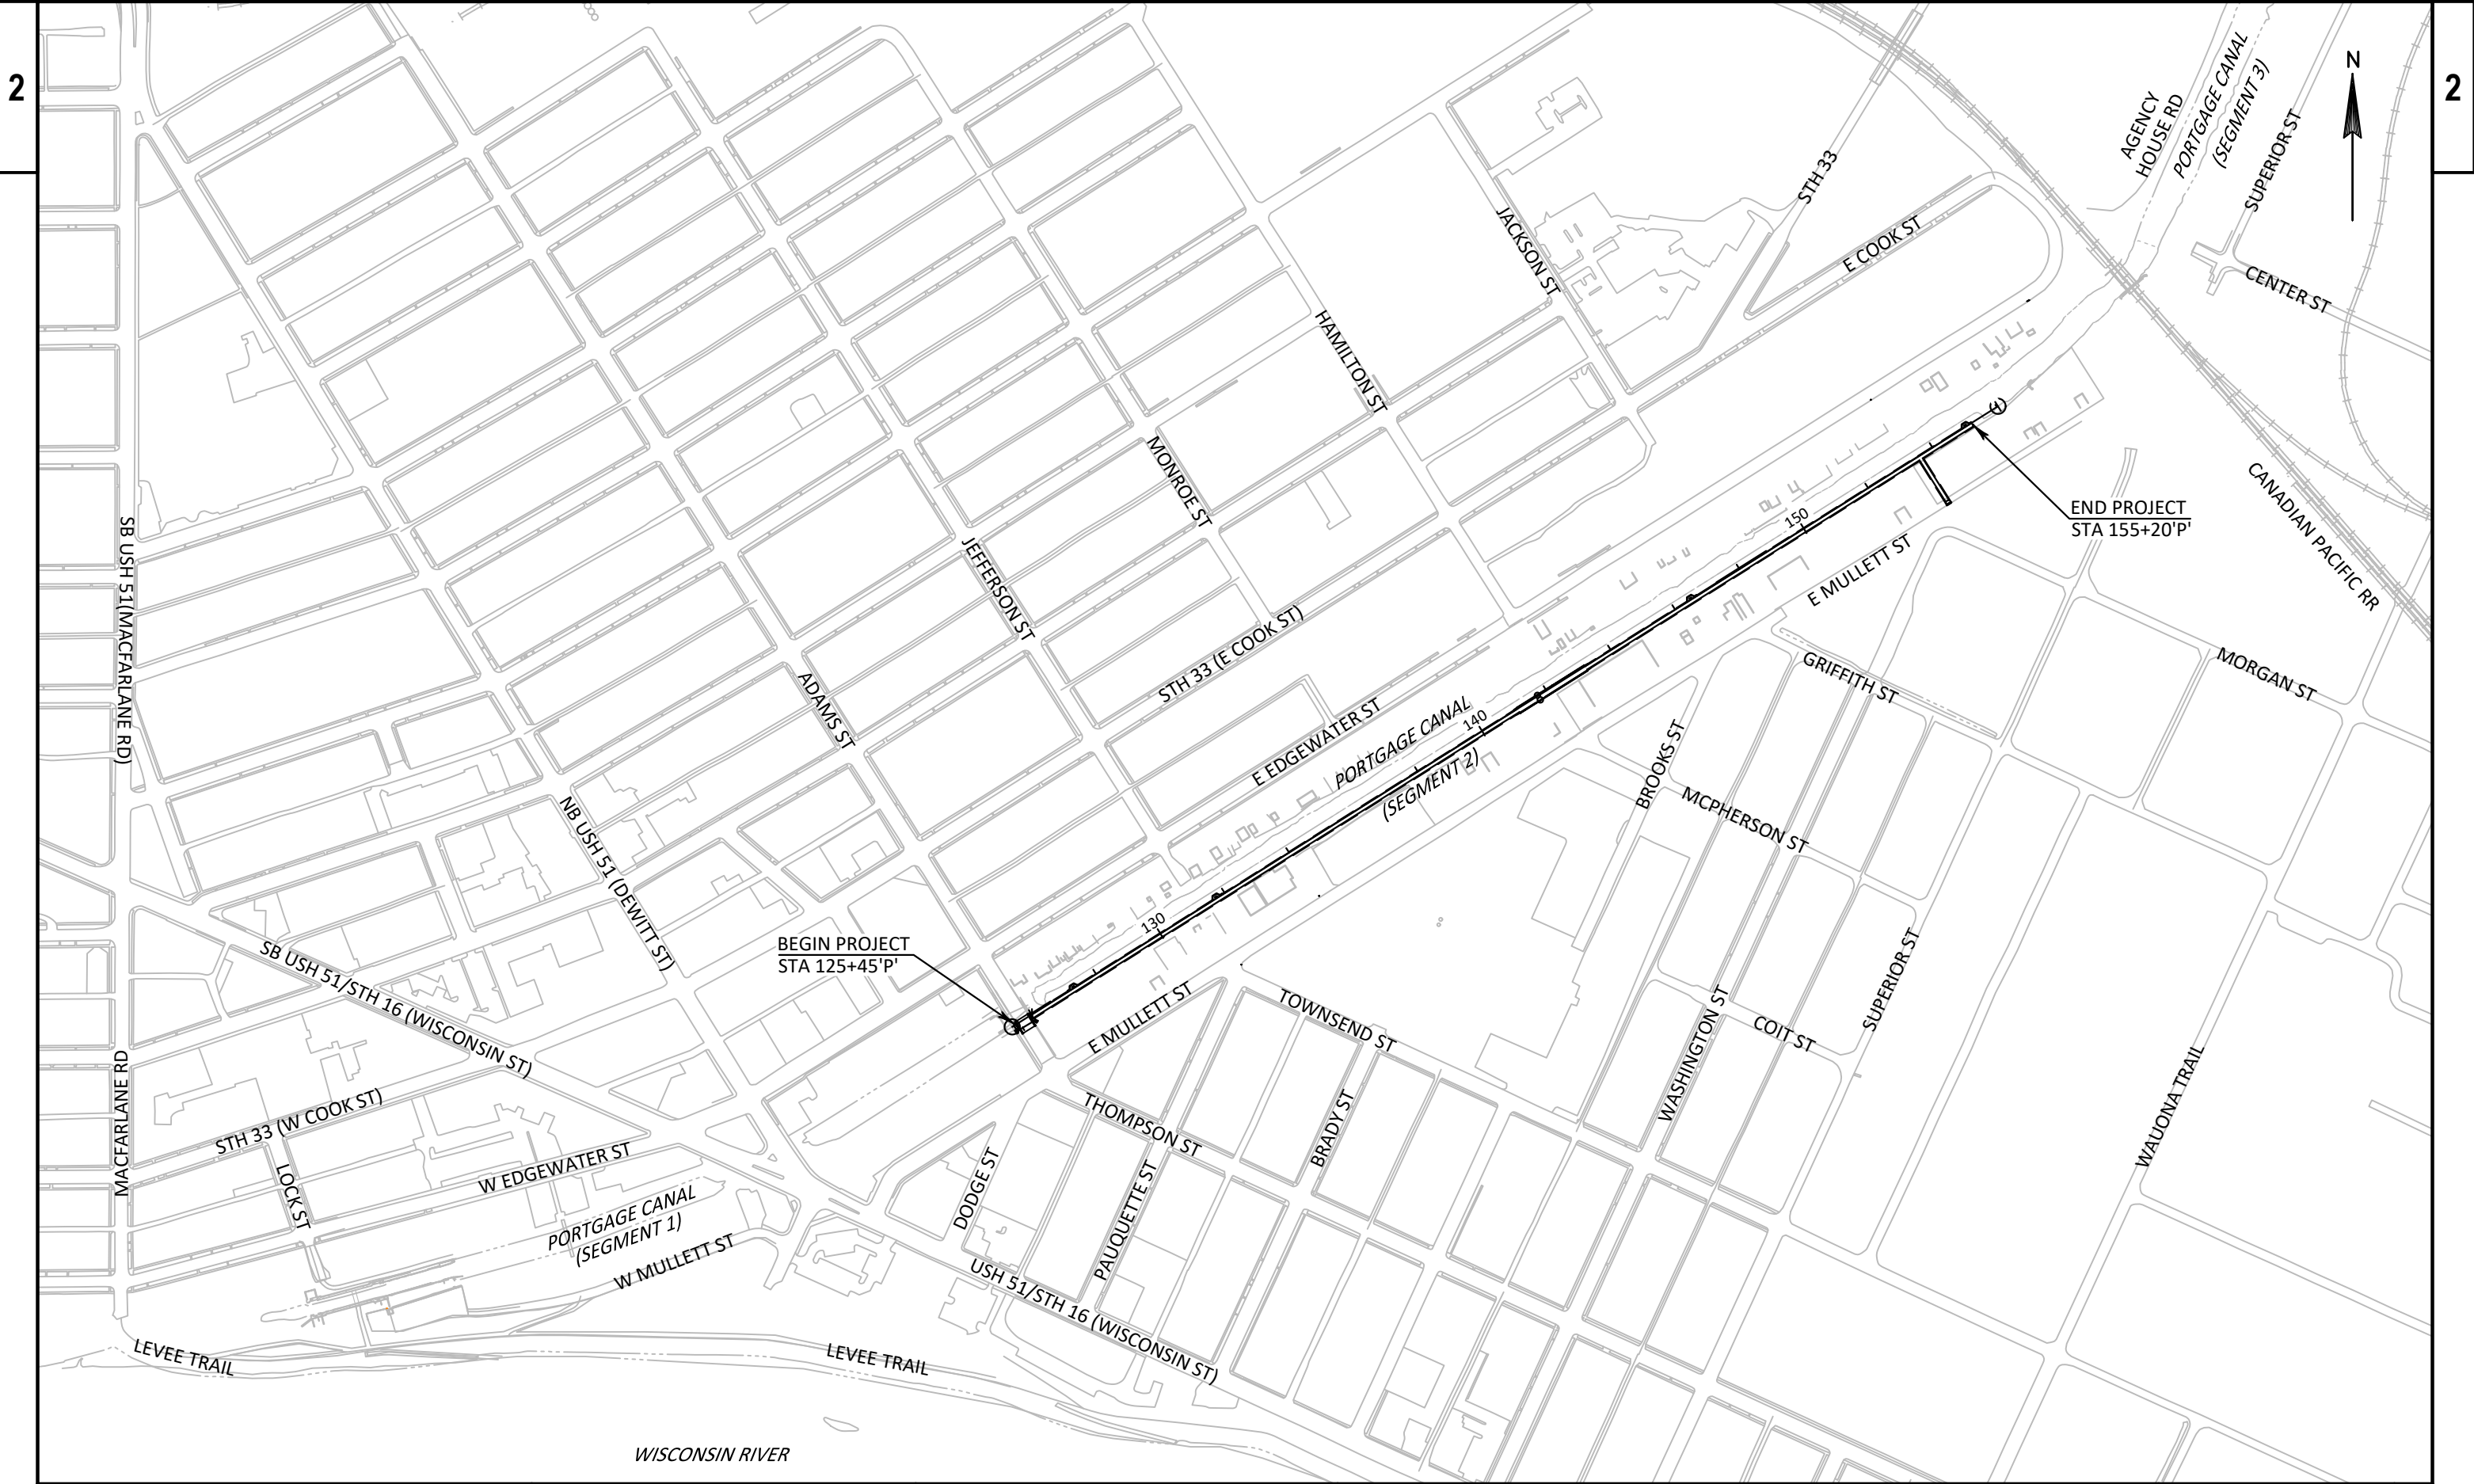 2
2
N
AGENCY
HOUSE RD
PORTGAGE CANAL
(SEGMENT 3)
SUPERIOR ST
STH 33
JACKSON ST
E COOK ST
CENTER ST
HAMILTON ST
MONROE ST
CANADIAN PACIFIC RR
END PROJECT
STA 155+20'P'
150
SB USH 51(MACFARLANE RD)
JEFFERSON ST
E MULLETT ST
STH 33 (E COOK ST)
GRIFFITH ST
MORGAN ST
ADAMS ST
E EDGEWATER ST
PORTGAGE CANAL
(SEGMENT 2)
140
BROOKS ST
MCPHERSON ST
NB USH 51 (DEWITT ST)
130
BEGIN PROJECT
STA 125+45'P'
SB USH 51/STH 16 (WISCONSIN ST)
E MULLETT ST
TOWNSEND ST
WASHINGTON ST
COIT ST
SUPERIOR ST
MACFARLANE RD
STH 33 (W COOK ST)
THOMPSON ST
BRADY ST
WAUONA TRAIL
LOCK ST
W EDGEWATER ST
DODGE ST
PAUQUETTE ST
PORTGAGE CANAL
(SEGMENT 1)
W MULLETT ST
USH 51/STH 16 (WISCONSIN ST)
LEVEE TRAIL
LEVEE TRAIL
WISCONSIN RIVER